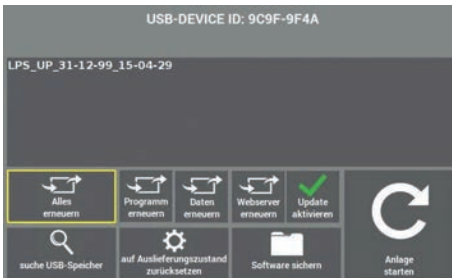 USB-DEVICE ID: 9C9F-9F4A
LPS_UP_31-12-99_15-04-29
Alles
erneuern
Programm
erneuern
Daten
erneuern
Webserver
erneuern
Update
aktivieren
suche USB-Speicher
auf Auslieferungszustand
zurücksetzen
Software sichern
Anlage
starten